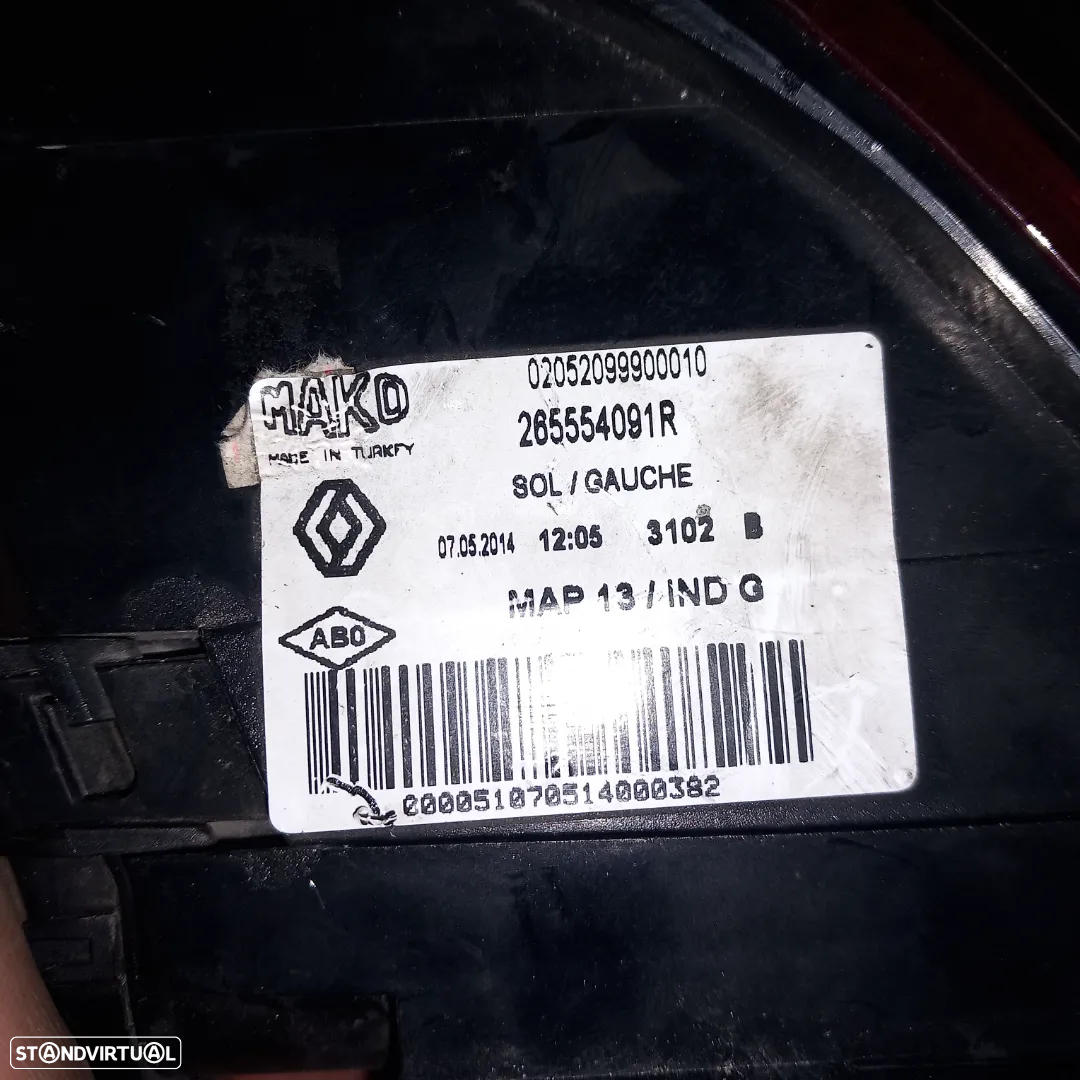 02052099900010
MAKO
265554091R
MADE IN TURKEY
SOL / GAUCHE
07.05.2014 12:05 3102 B
MAP 13 / IND G
ABO
000051070514000382
STANDVIRTUAL